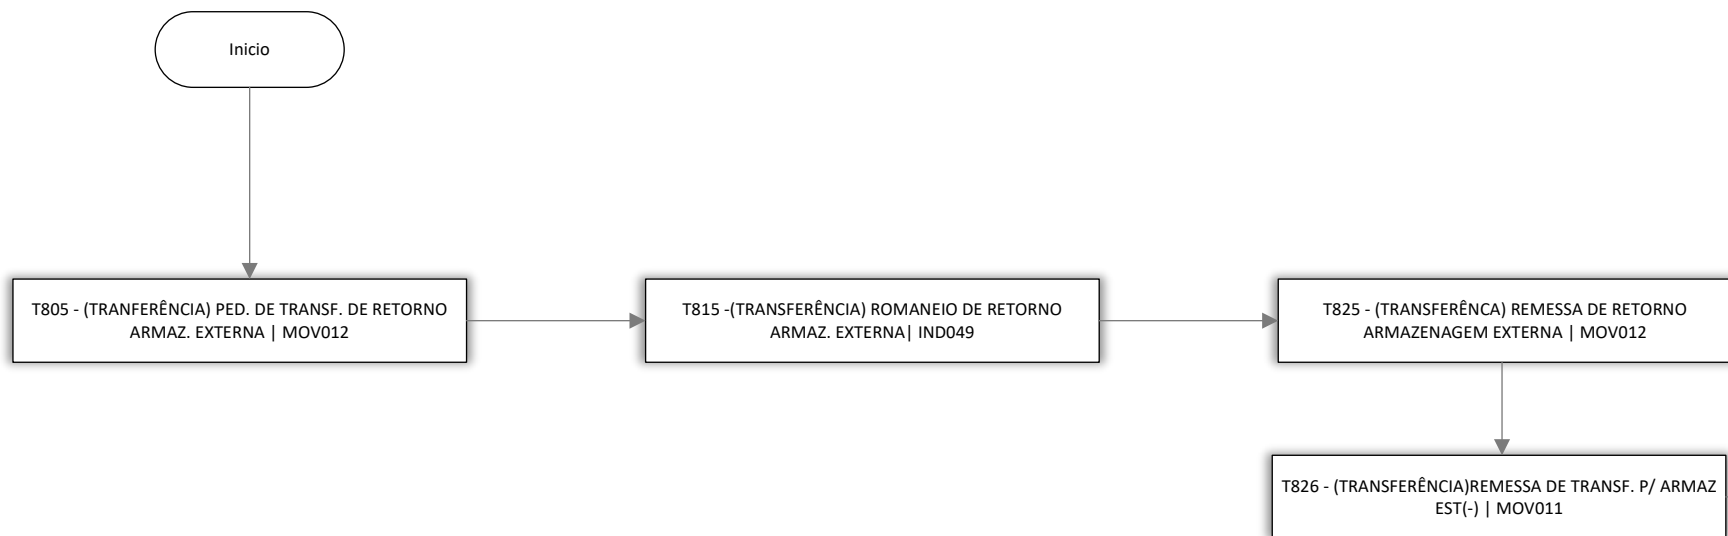 Inicio
T805 - (TRANFERÊNCIA) PED. DE TRANSF. DE RETORNO
ARMAZ. EXTERNA | MOV012
T815 -(TRANSFERÊNCIA) ROMANEIO DE RETORNO
ARMAZ. EXTERNA| IND049
T825 - (TRANSFERÊNCA) REMESSA DE RETORNO
ARMAZENAGEM EXTERNA | MOV012
T826 - (TRANSFERÊNCIA)REMESSA DE TRANSF. P/ ARMAZ
EST(-) | MOV011